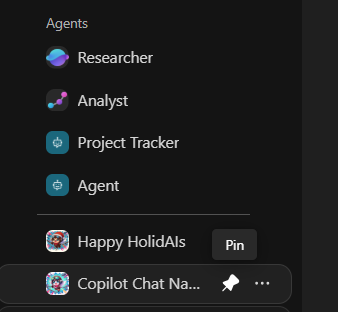 Agents
Researcher
Analyst
Project Tracker
Agent
Happy HolidAIs
Pin
Copilot Chat Na...